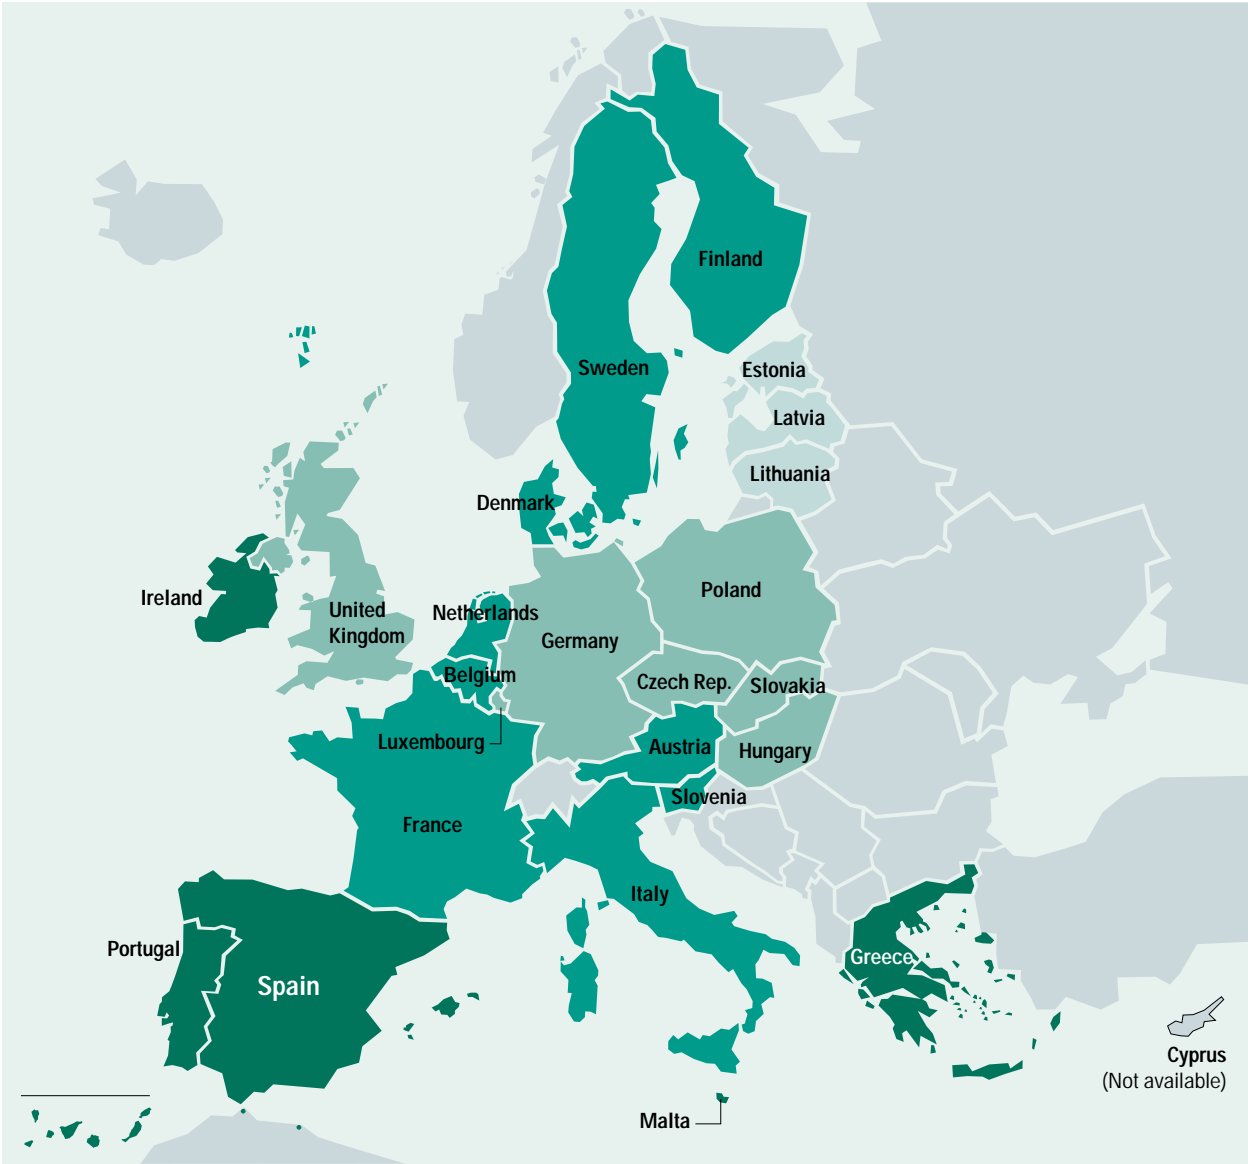 Finland
Estonia
Sweden
Latvia
Lithuania
Denmark
Poland
Ireland
United
Kingdom
Netherlands
Germany
Belgium
Czech Rep.
Slovakia
Luxembourg
Austria
Hungary
Slovenia
France
Italy
Portugal
Greece
Spain
Cyprus
(Not available)
Malta